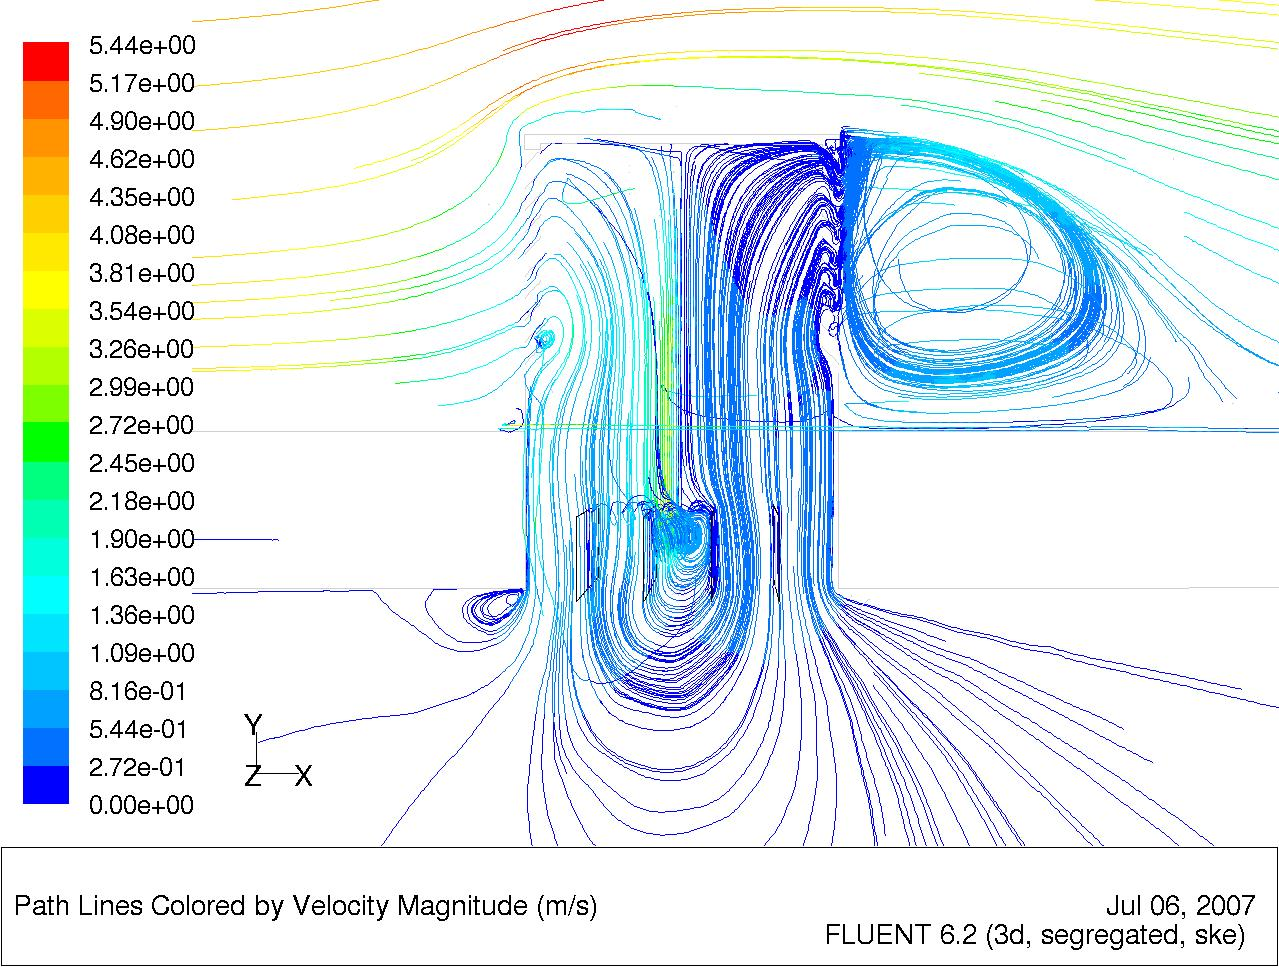 5.44e+00
5.17e+00
4.90e+00
4.62e+00
4.35e+00
4.08e+00
3.81e+00
3.54e+00
3.26e+00
2.99e+00
2.72e+00
2.45e+00
2.18e+00
1.90e+00
1.63e+00
1.36e+00
1.09e+00
8.16e-01
5.44e-01
2.72e-01
0.00e+00
Y
Z X
Path Lines Colored by Velocity Magnitude (m/s)
Jul 06, 2007
FLUENT 6.2 (3d, segregated, ske)